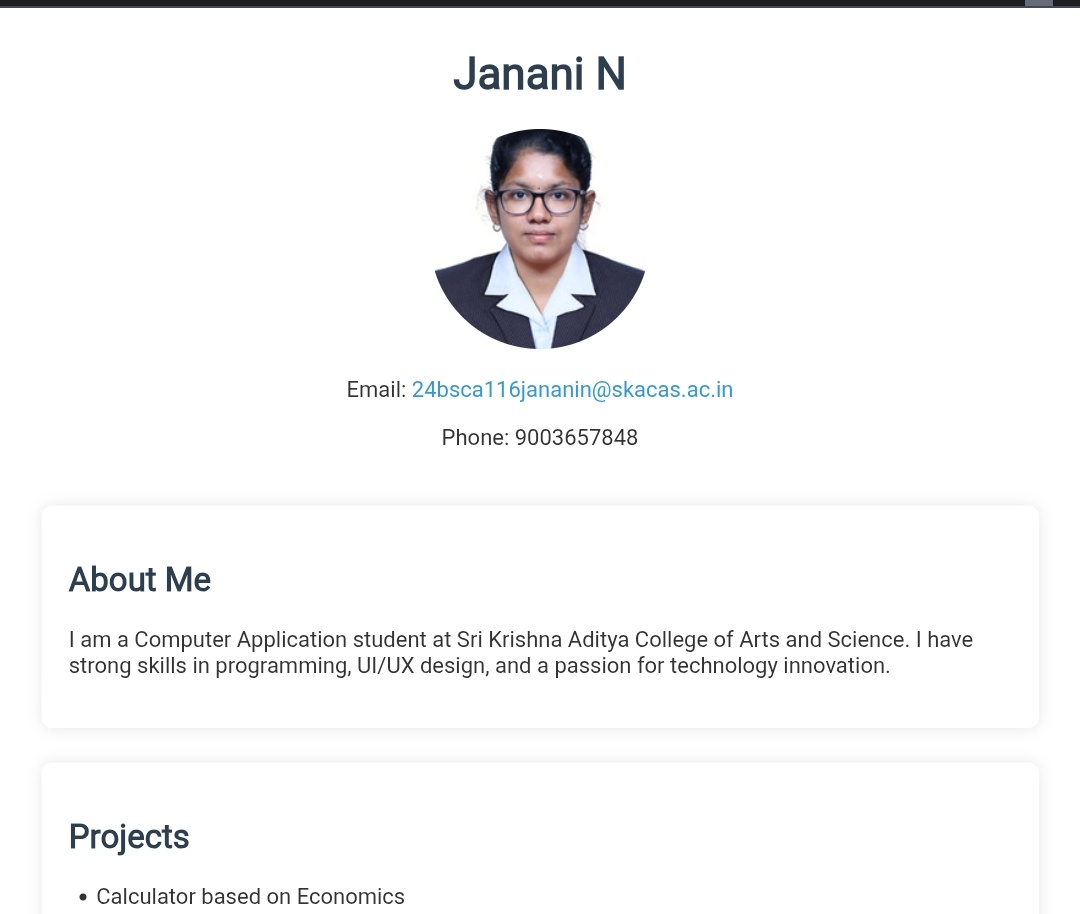 Janani N
Email: 24bsca116jananin@skacas.ac.in
Phone: 9003657848
About Me
I am a Computer Application student at Sri Krishna Aditya College of Arts and Science. I have
strong skills in programming, UI/UX design, and a passion for technology innovation.
Projects
• Calculator based on Economics